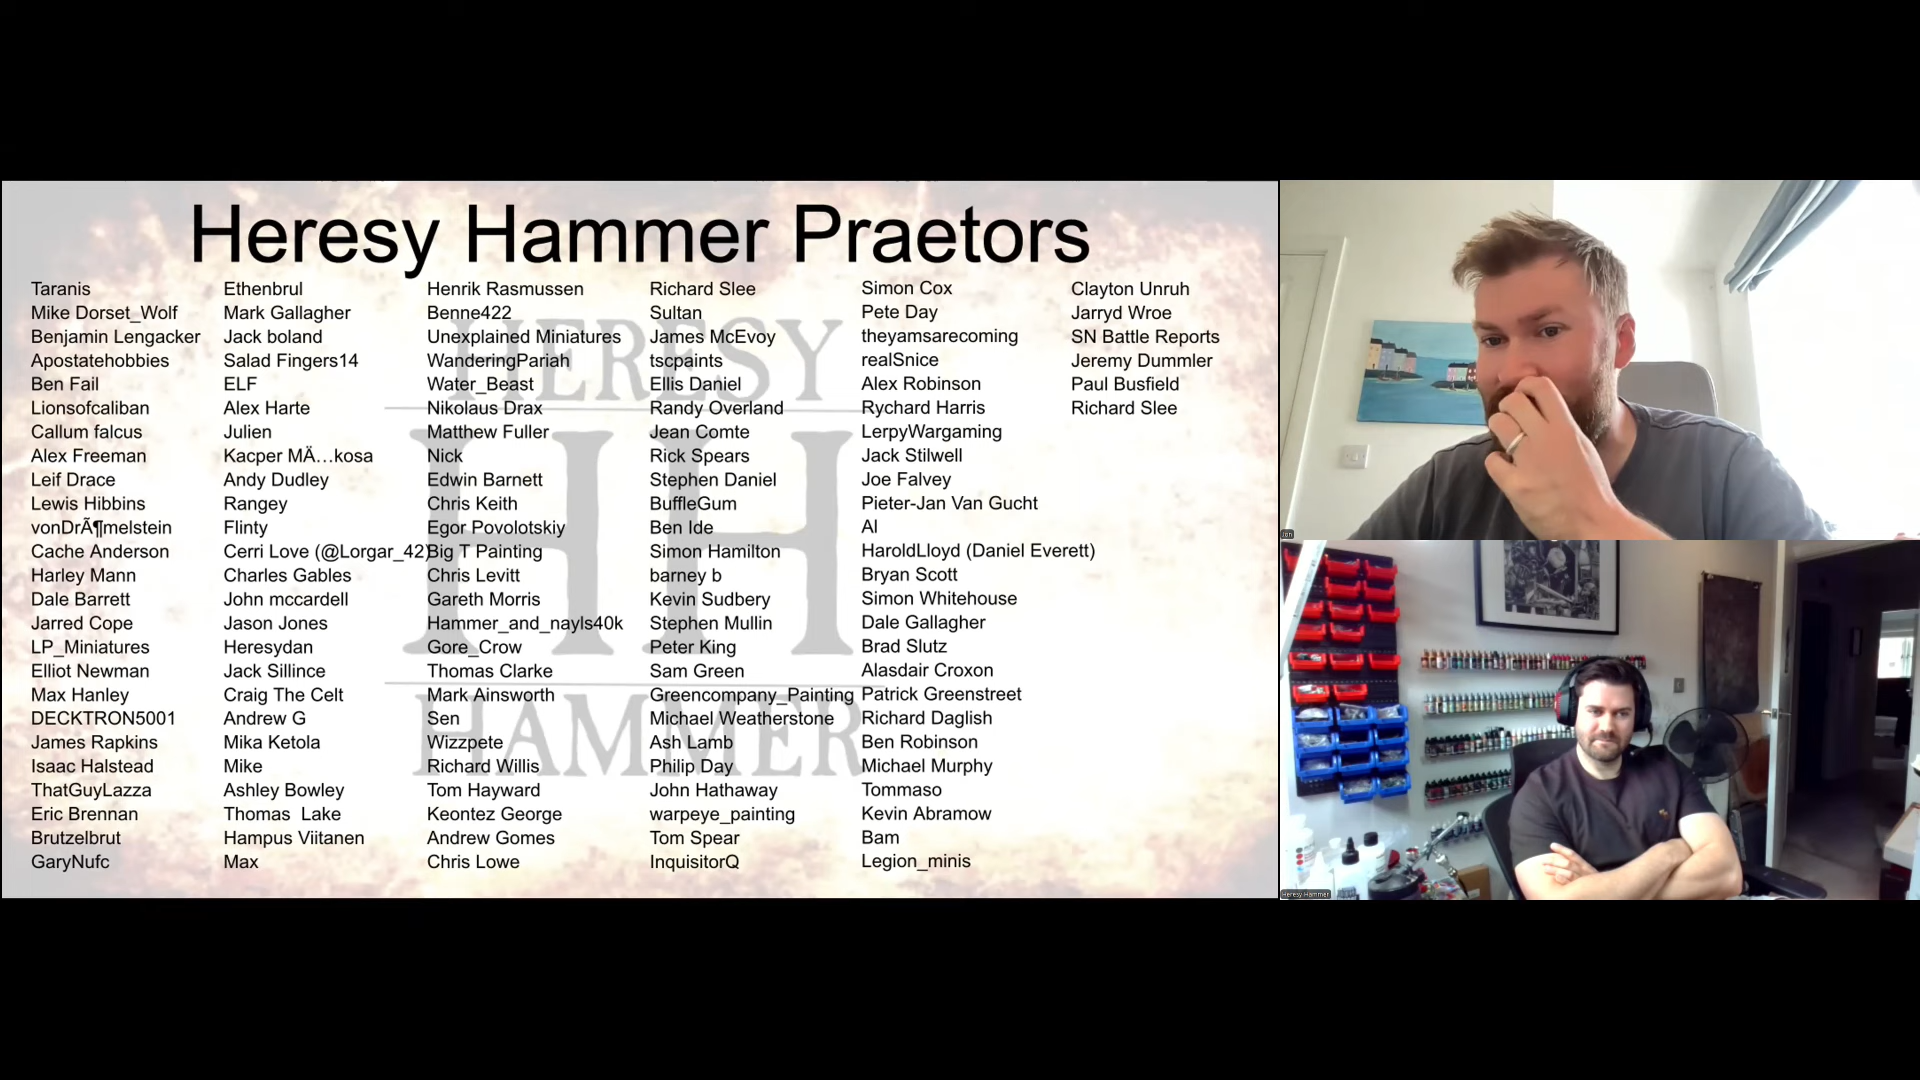 Heresy Hammer Praetors
Taranis
Mike Dorset_Wolf
Benjamin Lengacker
Apostatehobbies
Ben Fail
Lionsofcaliban
Callum falcus
Alex Freeman
Leif Drace
Lewis Hibbins
vonDrÃ¶melstein
Cache Anderson
Harley Mann
Dale Barrett
Jarred Cope
LP_Miniatures
Elliot Newman
Max Hanley
DECKTRON5001
James Rapkins
Isaac Halstead
ThatGuyLazza
Eric Brennan
Brutzelbrut
GaryNufc
Ethenbrul
Mark Gallagher
Jack boland
Salad Fingers14
ELF
Alex Harte
Julien
Kacper MÄ…kosa
Andy Dudley
Rangey
Flinty
Cerri Love (@Lorgar_42)
Charles Gables
John mccardell
Jason Jones
Heresydan
Jack Sillince
Craig The Celt
Andrew G
Mika Ketola
Mike
Ashley Bowley
Thomas  Lake
Hampus Viitanen
Max
Henrik Rasmussen
Benne422
Unexplained Miniatures
WanderingPariah
Water_Beast
Nikolaus Drax
Matthew Fuller
Nick
Edwin Barnett
Chris Keith
Egor Povolotskiy
Big T Painting
Chris Levitt
Gareth Morris
Hammer_and_nayls40k
Gore_Crow
Thomas Clarke
Mark Ainsworth
Sen
Wizzpete
Richard Willis
Tom Hayward
Keontez George
Andrew Gomes
Chris Lowe
Richard Slee
Sultan
James McEvoy
tscpaints
Ellis Daniel
Randy Overland
Jean Comte
Rick Spears
Stephen Daniel
BuffleGum
Ben Ide
Simon Hamilton
barney b
Kevin Sudbery
Stephen Mullin
Peter King
Sam Green
Greencompany_Painting
Michael Weatherstone
Ash Lamb
Philip Day
John Hathaway
warpeye_painting
Tom Spear
InquisitorQ
Simon Cox
Pete Day
theyamsarecoming
realSnice
Alex Robinson
Rychard Harris
LerpyWargaming
Jack Stilwell
Joe Falvey
Pieter-Jan Van Gucht
Al
HaroldLloyd (Daniel Everett)
Bryan Scott
Simon Whitehouse
Dale Gallagher
Brad Slutz
Alasdair Croxon
Patrick Greenstreet
Richard Daglish
Ben Robinson
Michael Murphy
Tommaso
Kevin Abramow
Bam
Legion_minis
Clayton Unruh
Jarryd Wroe
SN Battle Reports
Jeremy Dummler
Paul Busfield
Richard Slee
HERESY
HH
HAMMER
Jon
Heresy Hammer